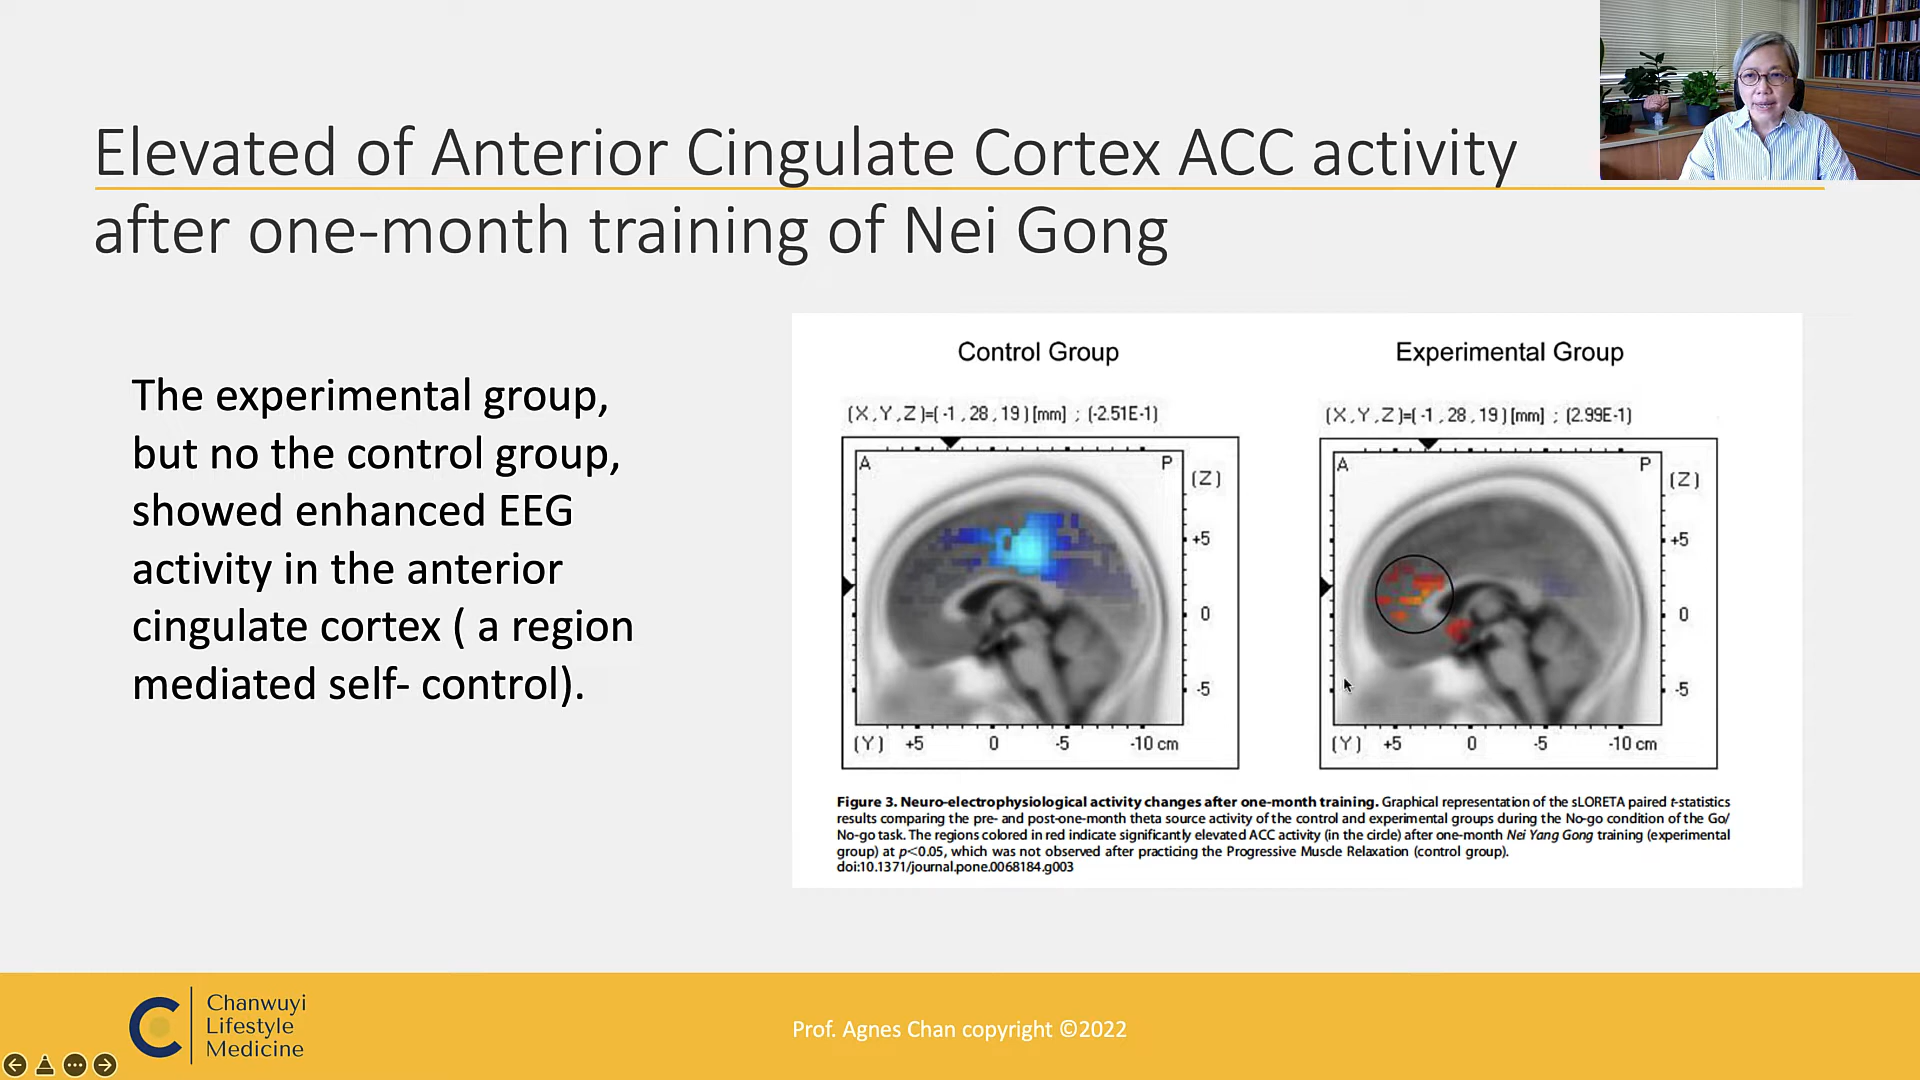 Elevated of Anterior Cingulate Cortex ACC activity
after one-month training of Nei Gong
The experimental group,
but no the control group,
showed enhanced EEG
activity in the anterior
cingulate cortex ( a region
mediated self- control).
Control Group
(X,Y,Z)=(-1,28,19)[mm] ; (-2.51E-1)
A
P
(Z)
+5
0
-5
(Y) +5 0 -5 -10 cm
Experimental Group
(X,Y,Z)=(-1,28,19)[mm] ; (2.99E-1)
A
P
(Z)
+5
0
-5
(Y) +5 0 -5 -10 cm
Figure 3. Neuro-electrophysiological activity changes after one-month training. Graphical representation of the sLORETA paired t-statistics
results comparing the pre- and post-one-month theta source activity of the control and experimental groups during the No-go condition of the Go/
No-go task. The regions colored in red indicate significantly elevated ACC activity (in the circle) after one-month Nei Yang Gong training (experimental
group) at p<0.05, which was not observed after practicing the Progressive Muscle Relaxation (control group).
doi:10.1371/journal.pone.0068184.g003
Chanwuyi
Lifestyle
Medicine
Prof. Agnes Chan copyright ©2022